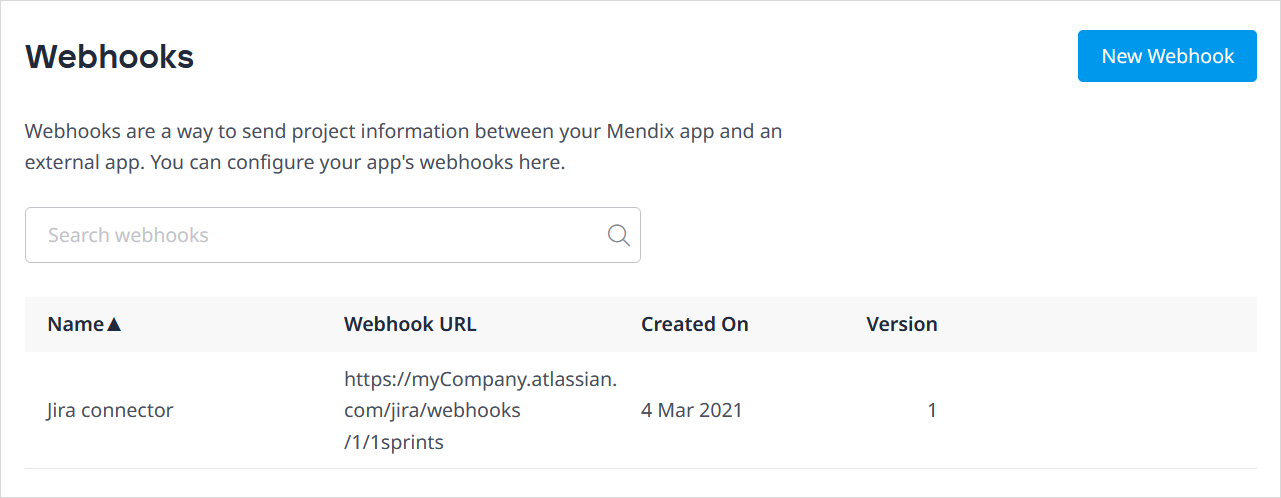 Webhooks
New Webhook
Webhooks are a way to send project information between your Mendix app and an
external app. You can configure your app's webhooks here.
Search webhooks
Name▲ Webhook URL Created On Version
https://myCompany.atlassian.
Jira connector com/jira/webhooks 4 Mar 2021 1
/1/1sprints